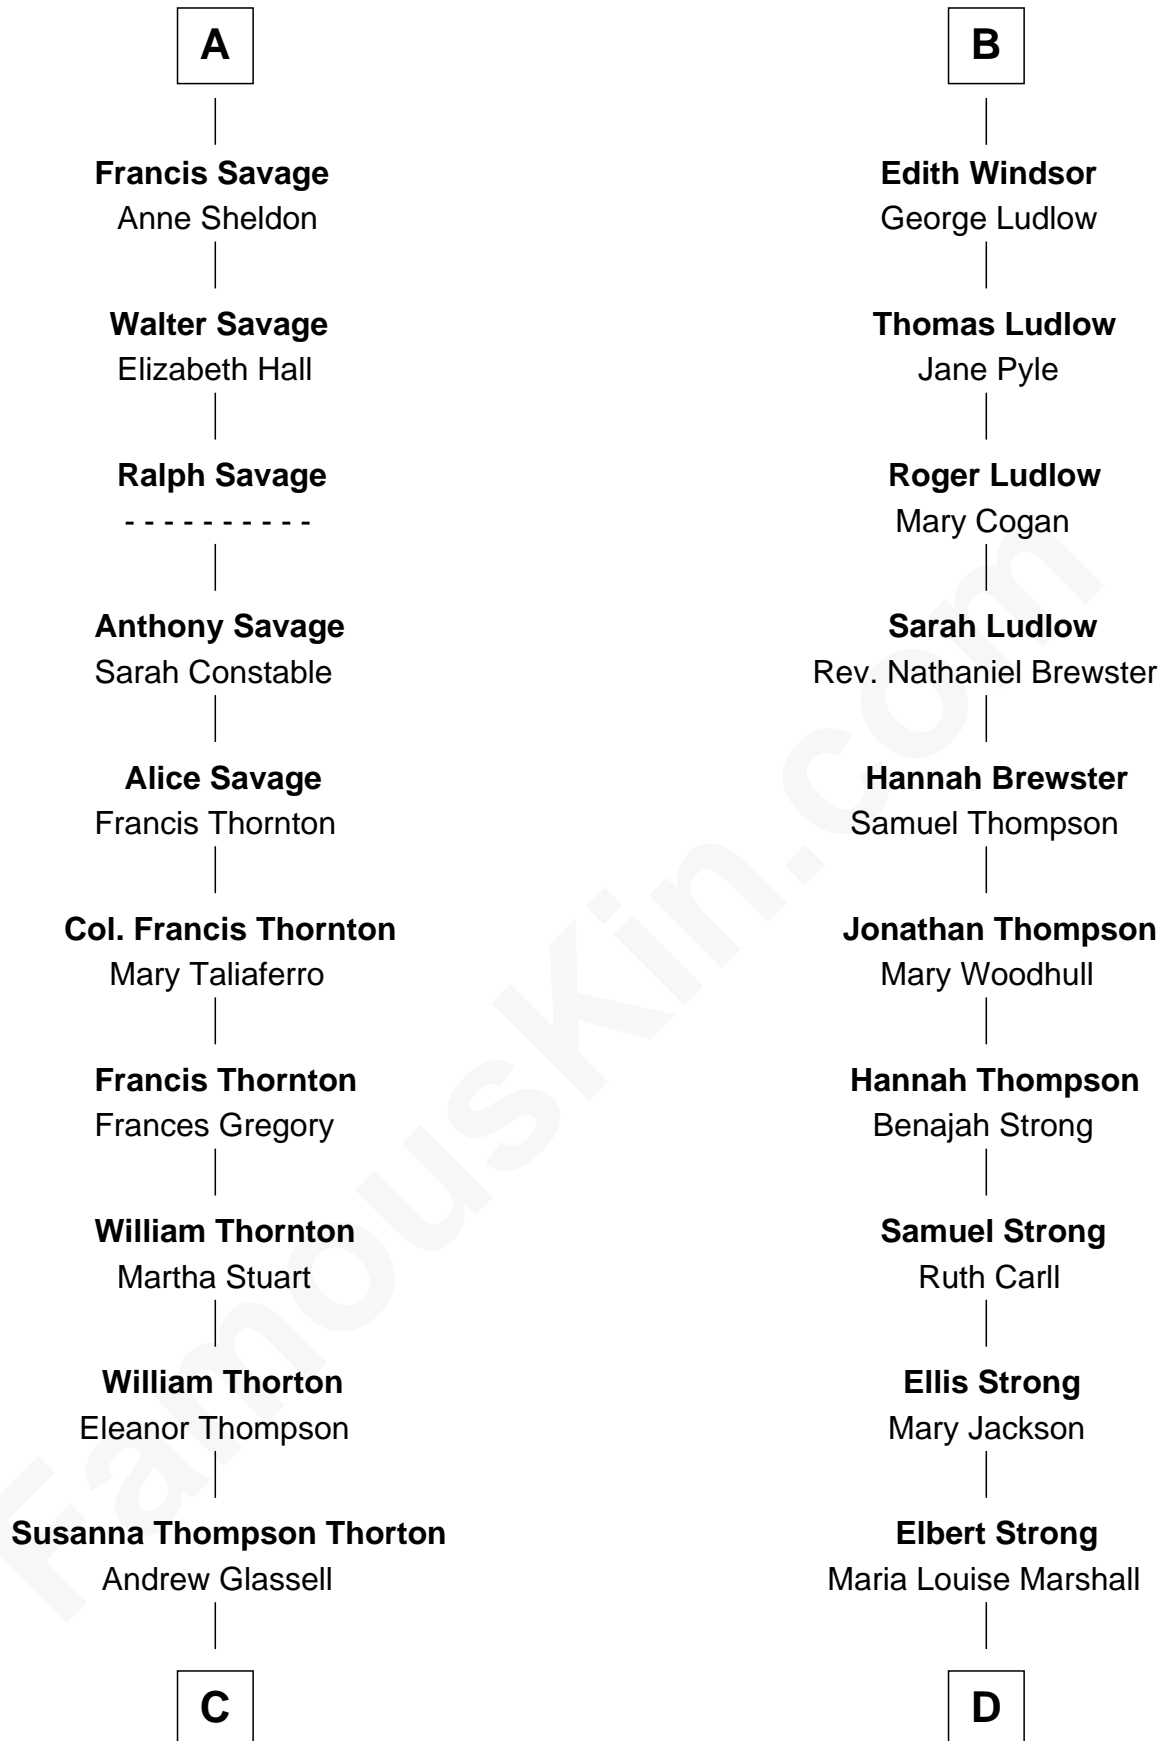 A
Francis Savage
Anne Sheldon
Walter Savage
Elizabeth Hall
Ralph Savage
- - - - - - - - - -
Anthony Savage
Sarah Constable
Alice Savage
Francis Thornton
Col. Francis Thornton
Mary Taliaferro
Francis Thornton
Frances Gregory
William Thornton
Martha Stuart
William Thorton
Eleanor Thompson
Susanna Thompson Thorton
Andrew Glassell
C
B
Edith Windsor
George Ludlow
Thomas Ludlow
Jane Pyle
Roger Ludlow
Mary Cogan
Sarah Ludlow
Rev. Nathaniel Brewster
Hannah Brewster
Samuel Thompson
Jonathan Thompson
Mary Woodhull
Hannah Thompson
Benajah Strong
Samuel Strong
Ruth Carll
Ellis Strong
Mary Jackson
Elbert Strong
Maria Louise Marshall
D
FamousKin.com